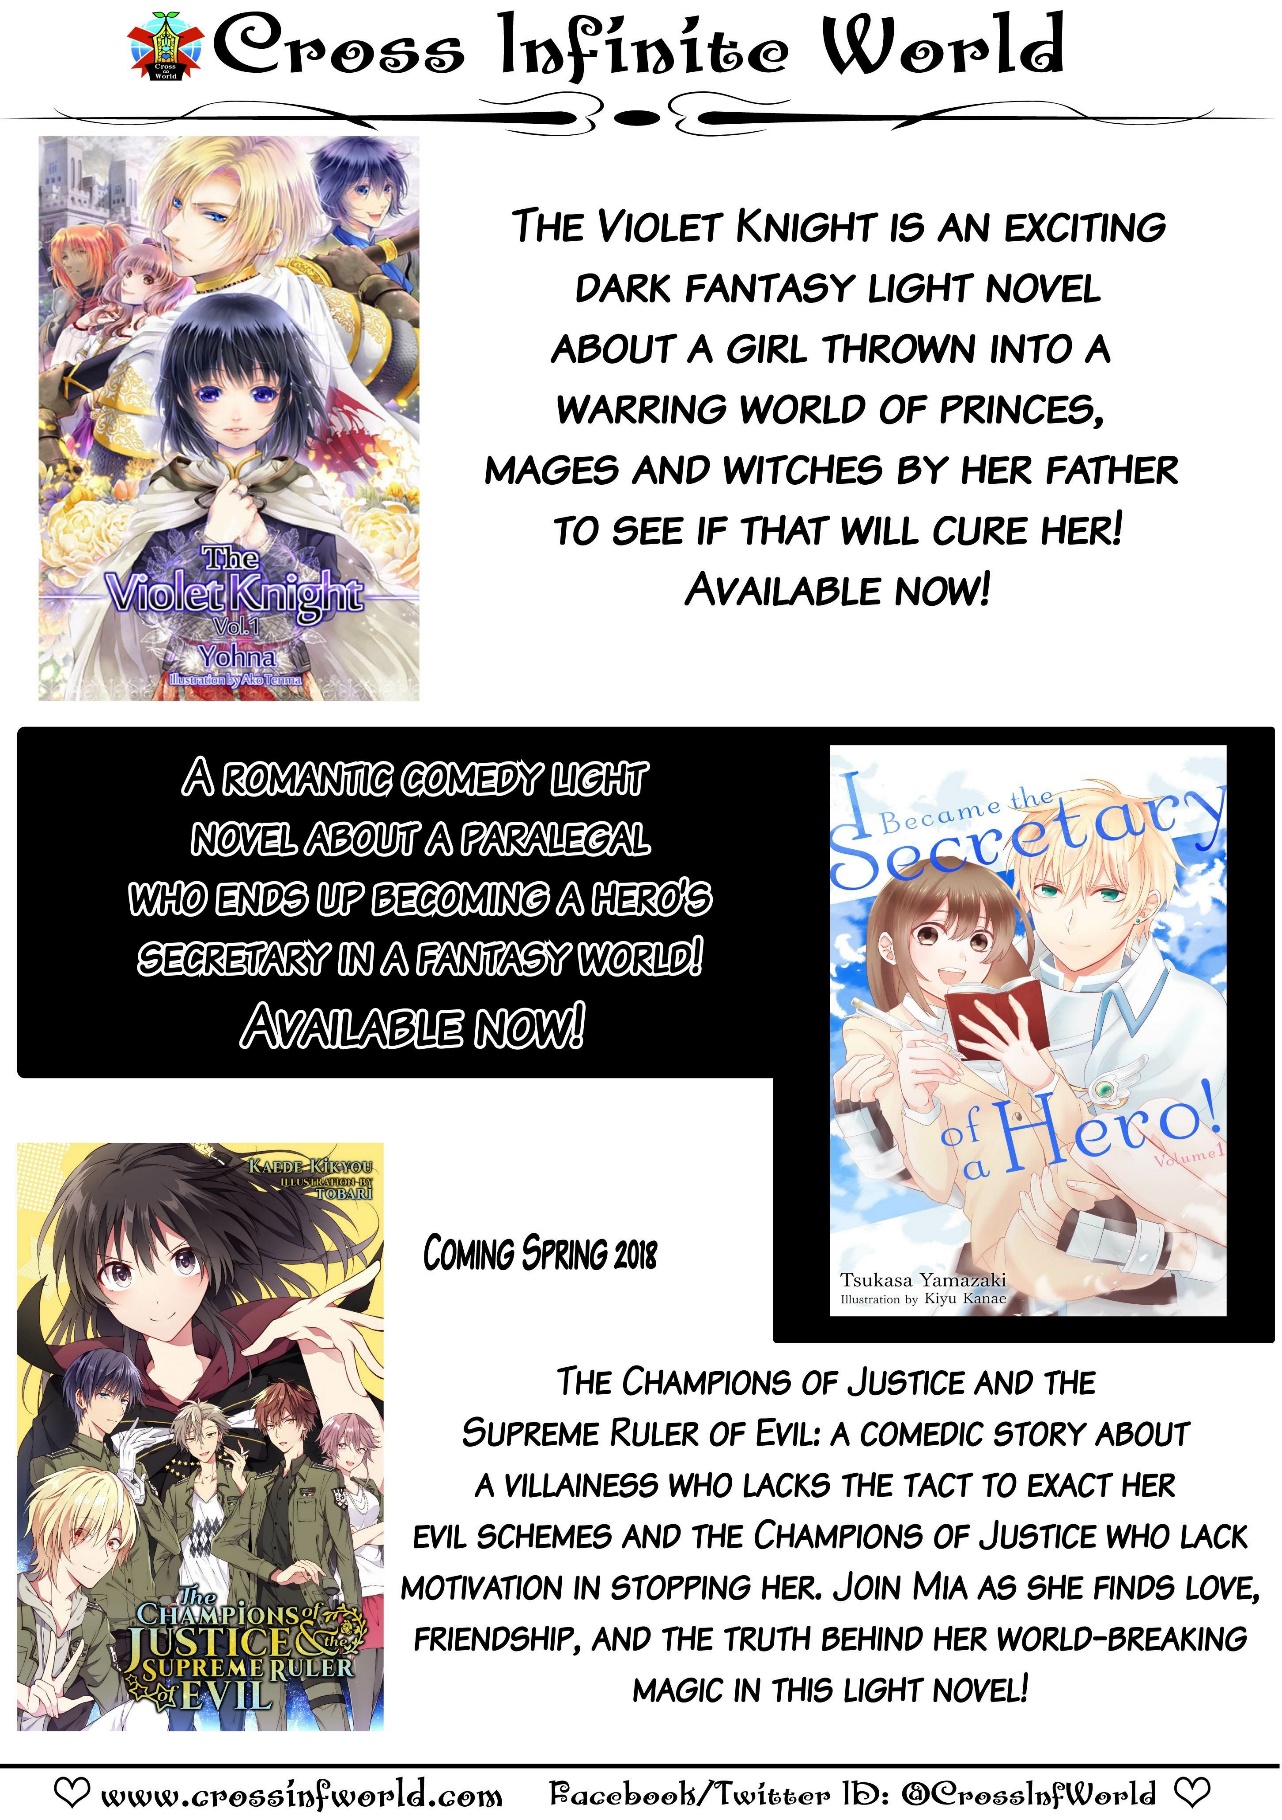 Cross Infinite World
Cross
World
The Violet Knight is an exciting
dark fantasy light novel
about a girl thrown into a
warring world of princes,
mages and witches by her father
to see if that will cure her!
Available now!
The
Violet Knight
Vol.1
Yohna
Illustration by Ako Tenma
A romantic comedy light
novel about a paralegal
who ends up becoming a hero's
secretary in a fantasy world!
Available now!
I Became the
Secretary
of
a Hero!
Volume 1
Tsukasa Yamazaki
Illustration by Kiyu Kanae
Kaede Kikyou
Illustration by
Tobari
The
Champions of
Justice & the
Supreme Ruler
of Evil
Coming Spring 2018
The Champions of Justice and the
Supreme Ruler of Evil: a comedic story about
a villainess who lacks the tact to exact her
evil schemes and the Champions of Justice who lack
motivation in stopping her. Join Mia as she finds love,
friendship, and the truth behind her world-breaking
magic in this light novel!
www.crossinfworld.com Facebook/Twitter ID: @CrossInfWorld